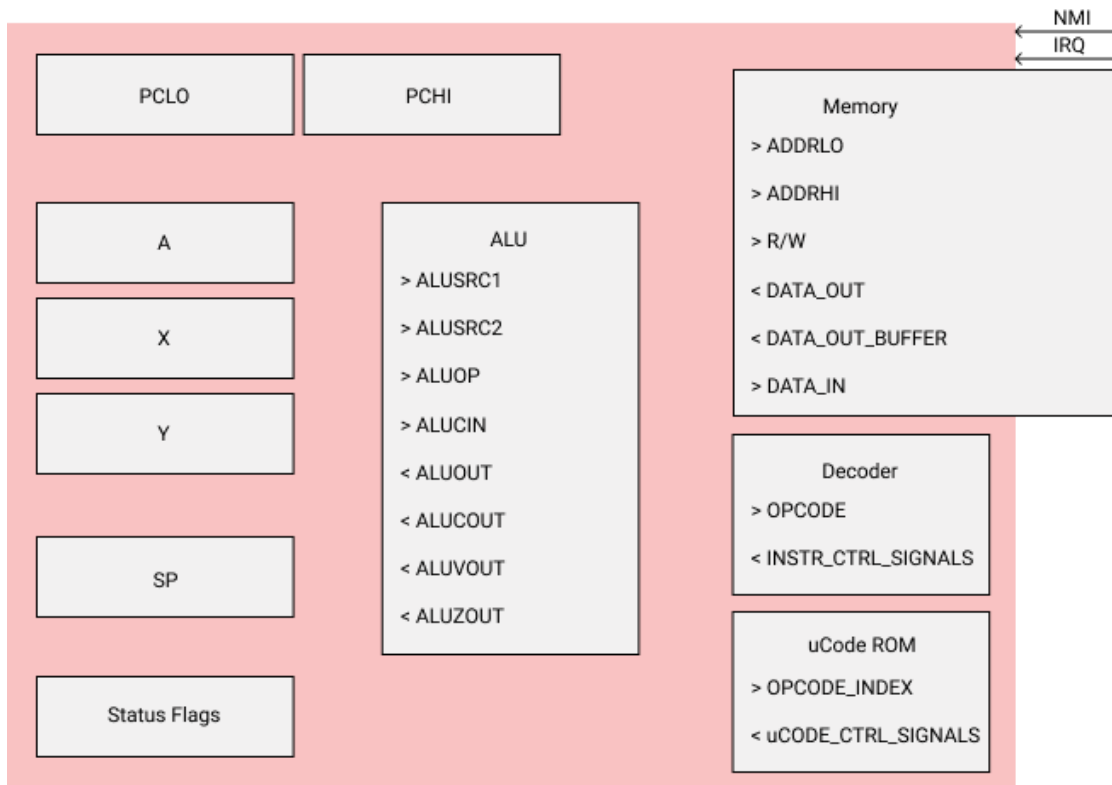 NMI
IRQ
PCLO
PCHI
Memory
> ADDRLO
> ADDRHI
> R/W
< DATA_OUT
< DATA_OUT_BUFFER
> DATA_IN
A
X
Y
SP
Status Flags
ALU
> ALUSRC1
> ALUSRC2
> ALUOP
> ALUCIN
< ALUOUT
< ALUCOUT
< ALUVOUT
< ALUZOUT
Decoder
> OPCODE
< INSTR_CTRL_SIGNALS
uCode ROM
> OPCODE_INDEX
< uCODE_CTRL_SIGNALS